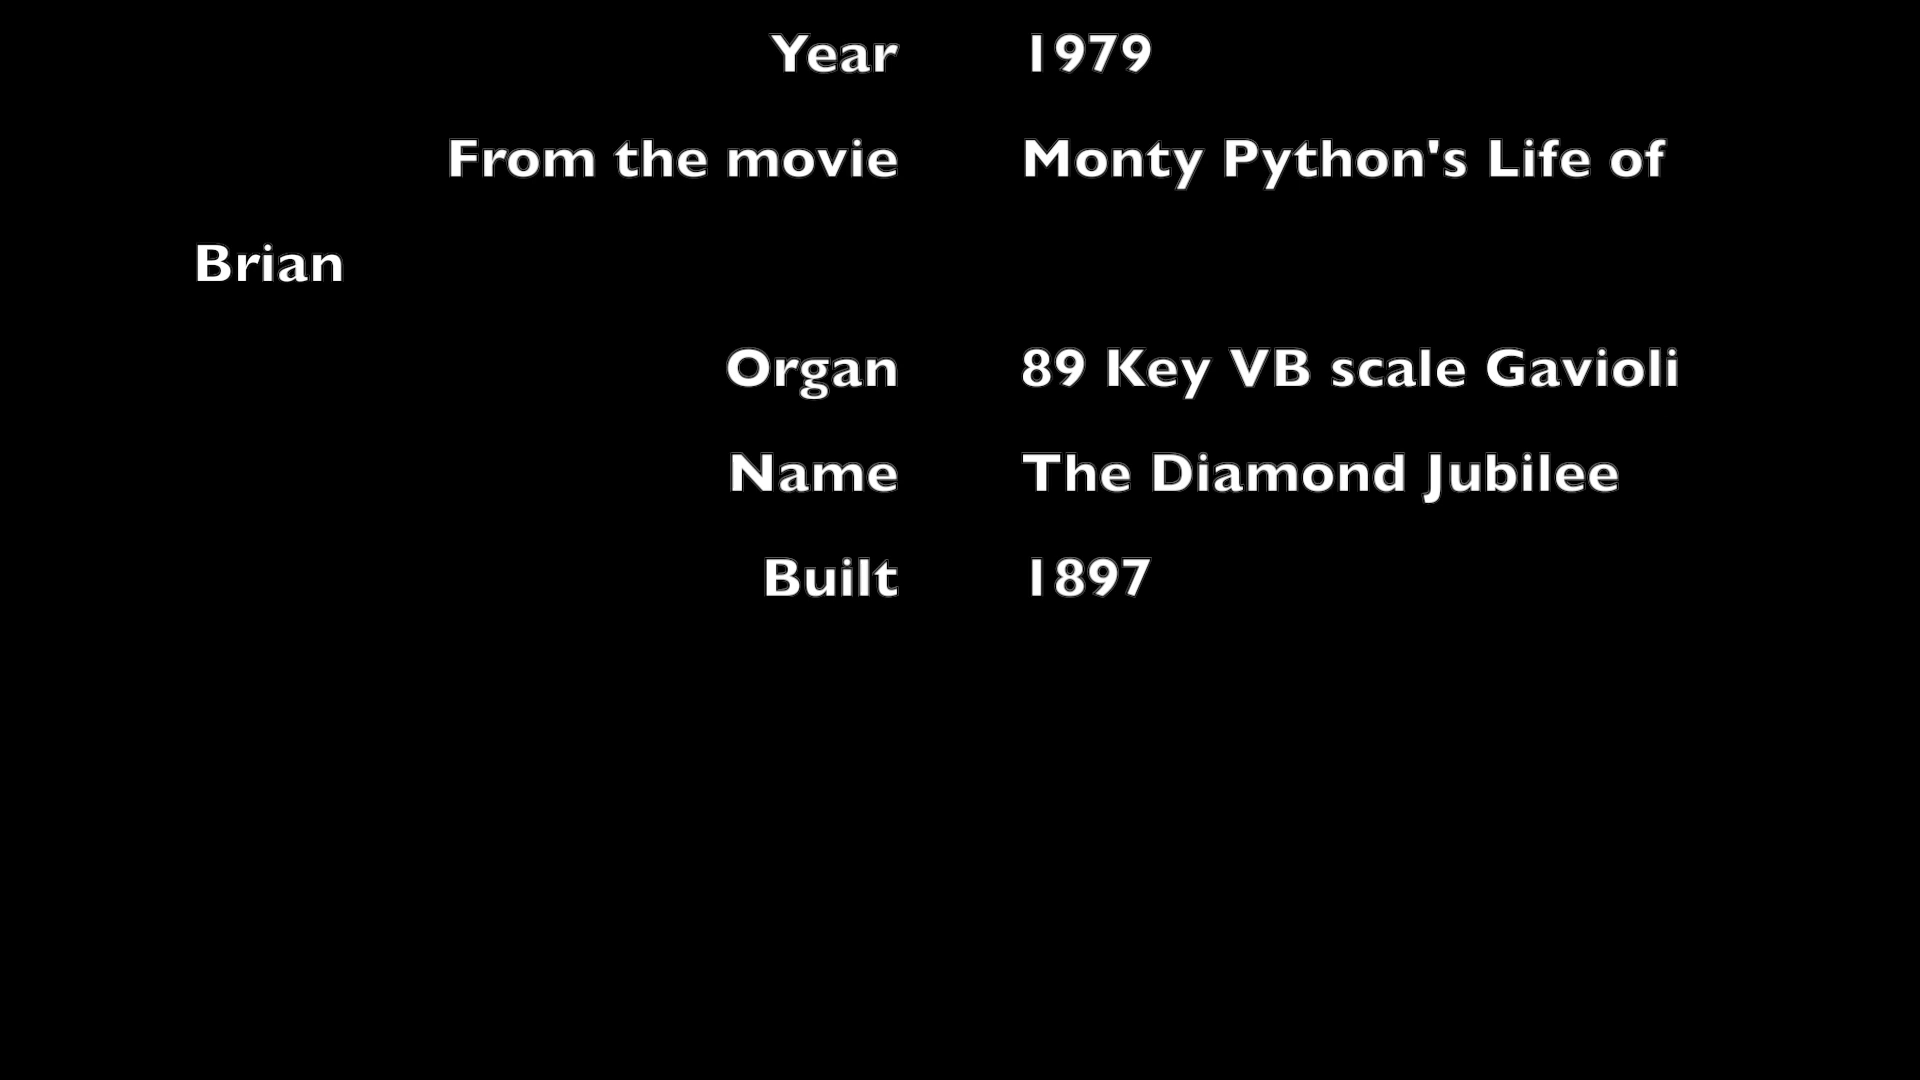 Year 1979
From the movie Monty Python's Life of
Brian
Organ 89 Key VB scale Gavioli
Name The Diamond Jubilee
Built 1897